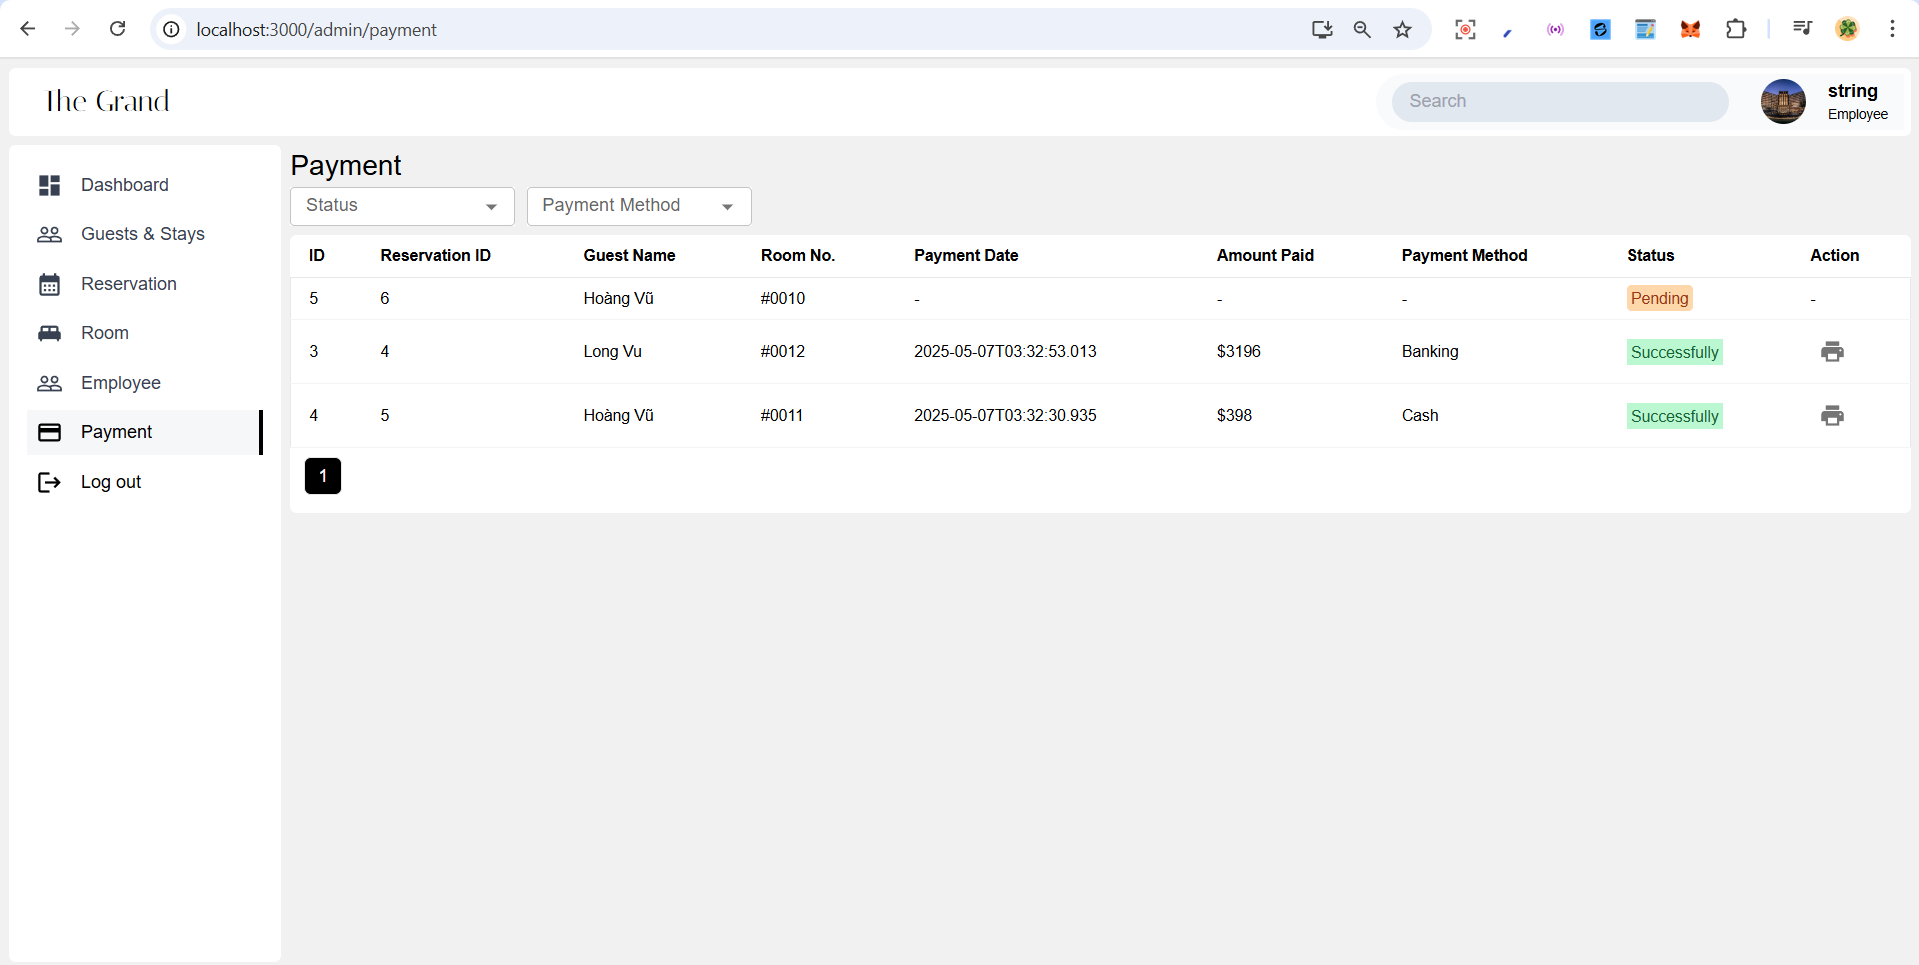 localhost:3000/admin/payment
The Grand
Search
string
Employee
Dashboard
Guests & Stays
Reservation
Room
Employee
Payment
Log out
Payment
Status
Payment Method
ID Reservation ID Guest Name Room No. Payment Date Amount Paid Payment Method Status Action
5 6 Hoàng Vũ #0010 - - - Pending -
3 4 Long Vu #0012 2025-05-07T03:32:53.013 $3196 Banking Successfully
4 5 Hoàng Vũ #0011 2025-05-07T03:32:30.935 $398 Cash Successfully
1